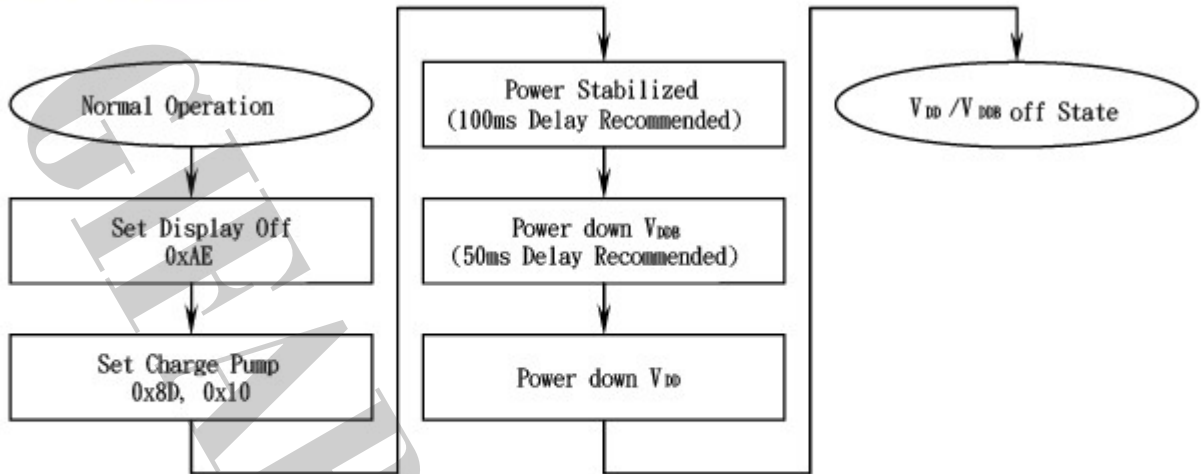 Normal Operation
Set Display Off
0xAE
Set Charge Pump
0x8D, 0x10
Power Stabilized
(100ms Delay Recommended)
Power down VDDB
(50ms Delay Recommended)
Power down VDD
VDD /VDDB off State